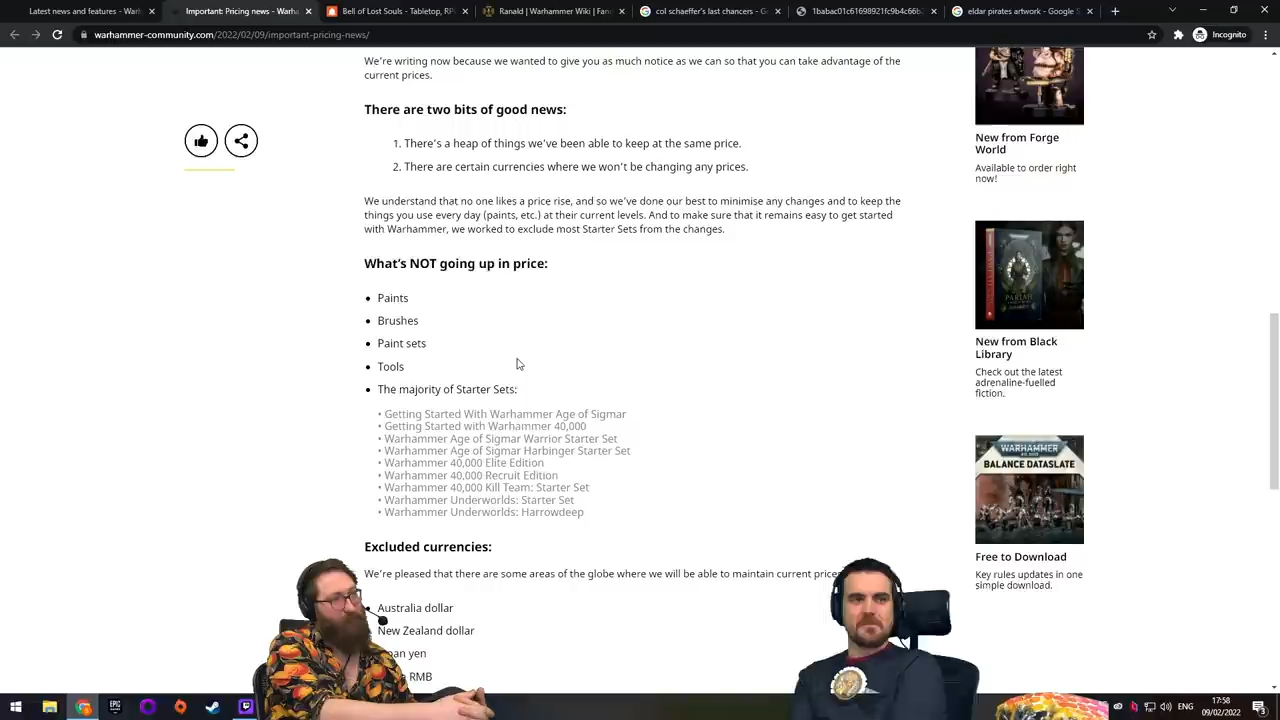 Latest news and features - Warh
Important: Pricing news - Warha
Bell of Lost Souls - Tabletop, RPG
Ranald | Warhammer Wiki | Fand
col schaeffer's last chancers - Go
1babac01c61698921fc9b4c66b
eldar pirates artwork - Google S
warhammer-community.com/2022/02/09/important-pricing-news/
Incognito
We're writing now because we wanted to give you as much notice as we can so that you can take advantage of the
current prices.
There are two bits of good news:
1. There's a heap of things we've been able to keep at the same price.
2. There are certain currencies where we won't be changing any prices.
We understand that no one likes a price rise, and so we've done our best to minimise any changes and to keep the
things you use every day (paints, etc.) at their current levels. And to make sure that it remains easy to get started
with Warhammer, we worked to exclude most Starter Sets from the changes.
What's NOT going up in price:
• Paints
• Brushes
• Paint sets
• Tools
• The majority of Starter Sets:
• Getting Started With Warhammer Age of Sigmar
• Getting Started with Warhammer 40,000
• Warhammer Age of Sigmar Warrior Starter Set
• Warhammer Age of Sigmar Harbinger Starter Set
• Warhammer 40,000 Elite Edition
• Warhammer 40,000 Recruit Edition
• Warhammer 40,000 Kill Team: Starter Set
• Warhammer Underworlds: Starter Set
• Warhammer Underworlds: Harrowdeep
Excluded currencies:
We're pleased that there are some areas of the globe where we will be able to maintain current price
• Australia dollar
New Zealand dollar
yen
RMB
New from Forge
World
Available to order right
now!
PARIAH
New from Black
Library
Check out the latest
adrenaline-fuelled
fiction.
WARHAMMER
40,000
BALANCE DATASLATE
Free to Download
Key rules updates in one
simple download.
EPIC
ENG
17:58
09/02/2022